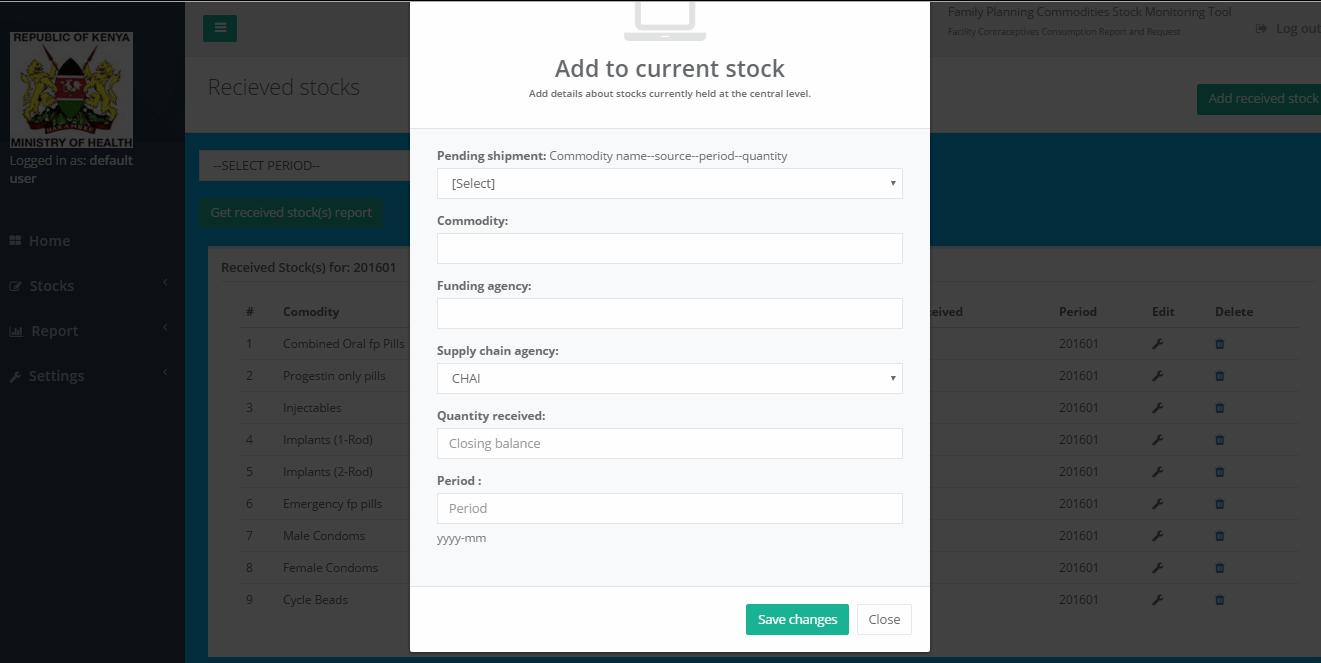 REPUBLIC OF KENYA
HARAMBEE
MINISTRY OF HEALTH
Logged in as: default
user
Home
Stocks
Report
Settings
Family Planning Commodities Stock Monitoring Tool
Facility Contraceptives Consumption Report and Request
Log out
Recieved stocks
Add received stock
--SELECT PERIOD--
Get received stock(s) report
Received Stock(s) for: 201601
# Comodity eived Period Edit Delete
1 Combined Oral fp Pills 201601
2 Progestin only pills 201601
3 Injectables 201601
4 Implants (1-Rod) 201601
5 Implants (2-Rod) 201601
6 Emergency fp pills 201601
7 Male Condoms 201601
8 Female Condoms 201601
9 Cycle Beads 201601
Add to current stock
Add details about stocks currently held at the central level.
Pending shipment: Commodity name--source--period--quantity
[Select]
Commodity:
Funding agency:
Supply chain agency:
CHAI
Quantity received:
Closing balance
Period :
Period
yyyy-mm
Save changes
Close